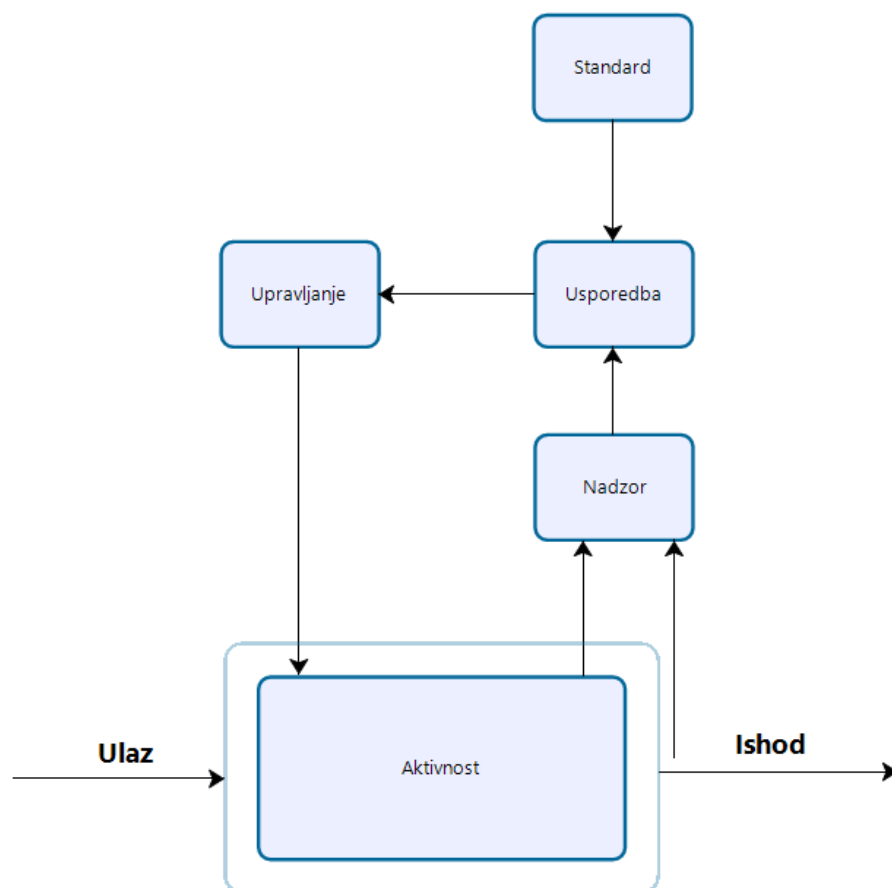 Standard
Upravljanje
Usporedba
Nadzor
Ulaz
Aktivnost
Ishod